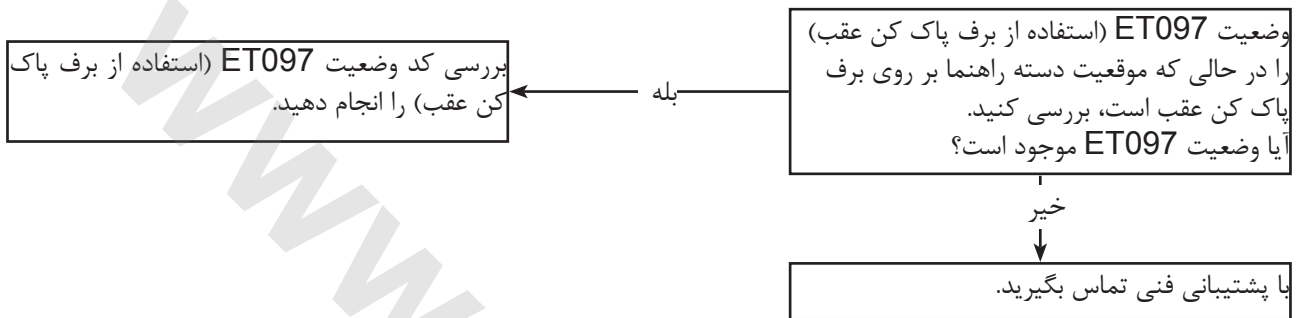 وضعیت ET097 (استفاده از برف پاک کن عقب)
را در حالی که موقعیت دسته راهنما بر روی برف
پاک کن عقب است، بررسی کنید.
آیا وضعیت ET097 موجود است؟
بله
بررسی کد وضعیت ET097 (استفاده از برف پاک
کن عقب) را انجام دهید.
خیر
با پشتیبانی فنی تماس بگیرید.
www